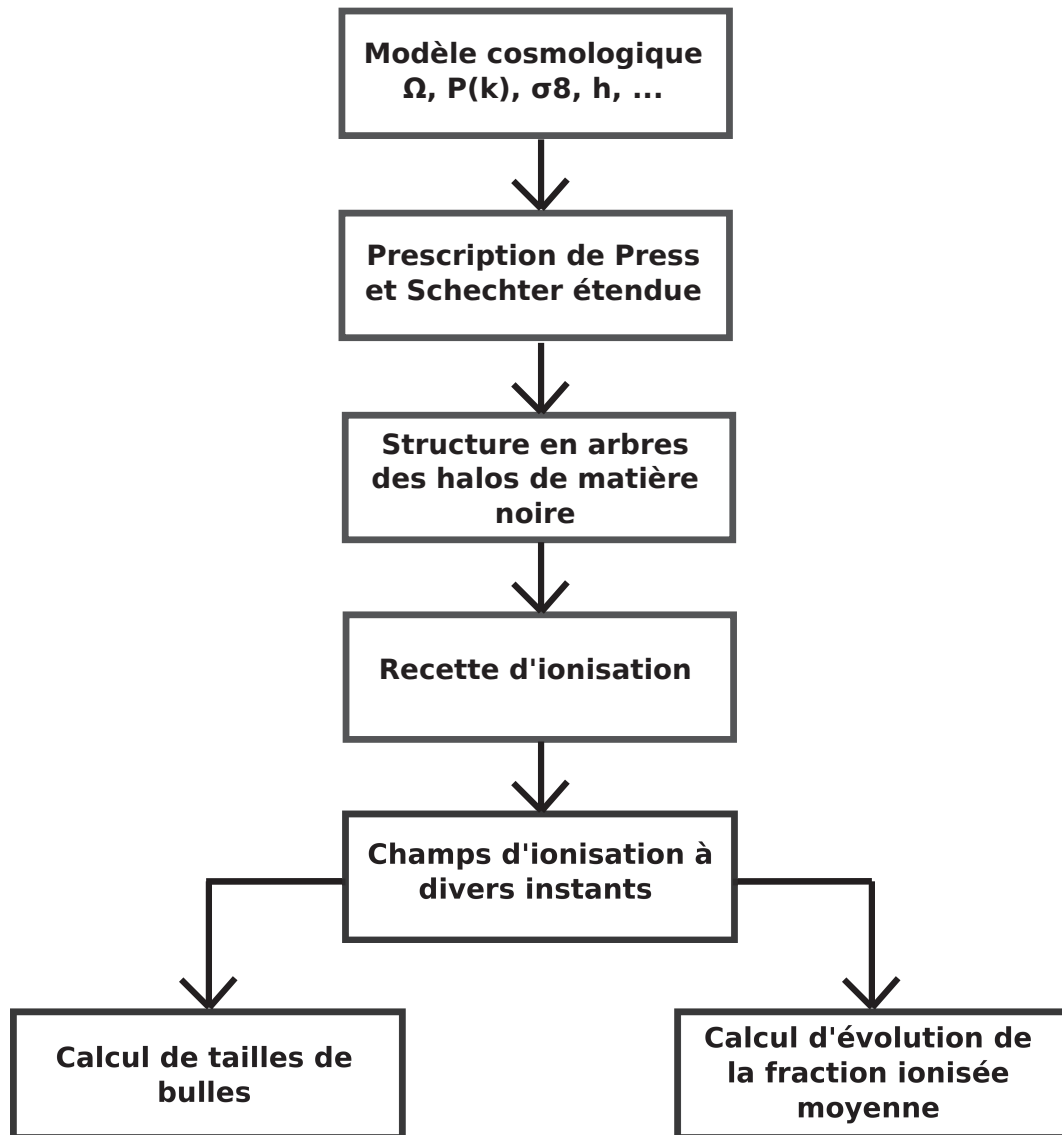 Modèle cosmologique
Ω, P(k), σ8, h, ...
Prescription de Press
et Schechter étendue
Structure en arbres
des halos de matière
noire
Recette d'ionisation
Champs d'ionisation à
divers instants
Calcul de tailles de
bulles
Calcul d'évolution de
la fraction ionisée
moyenne